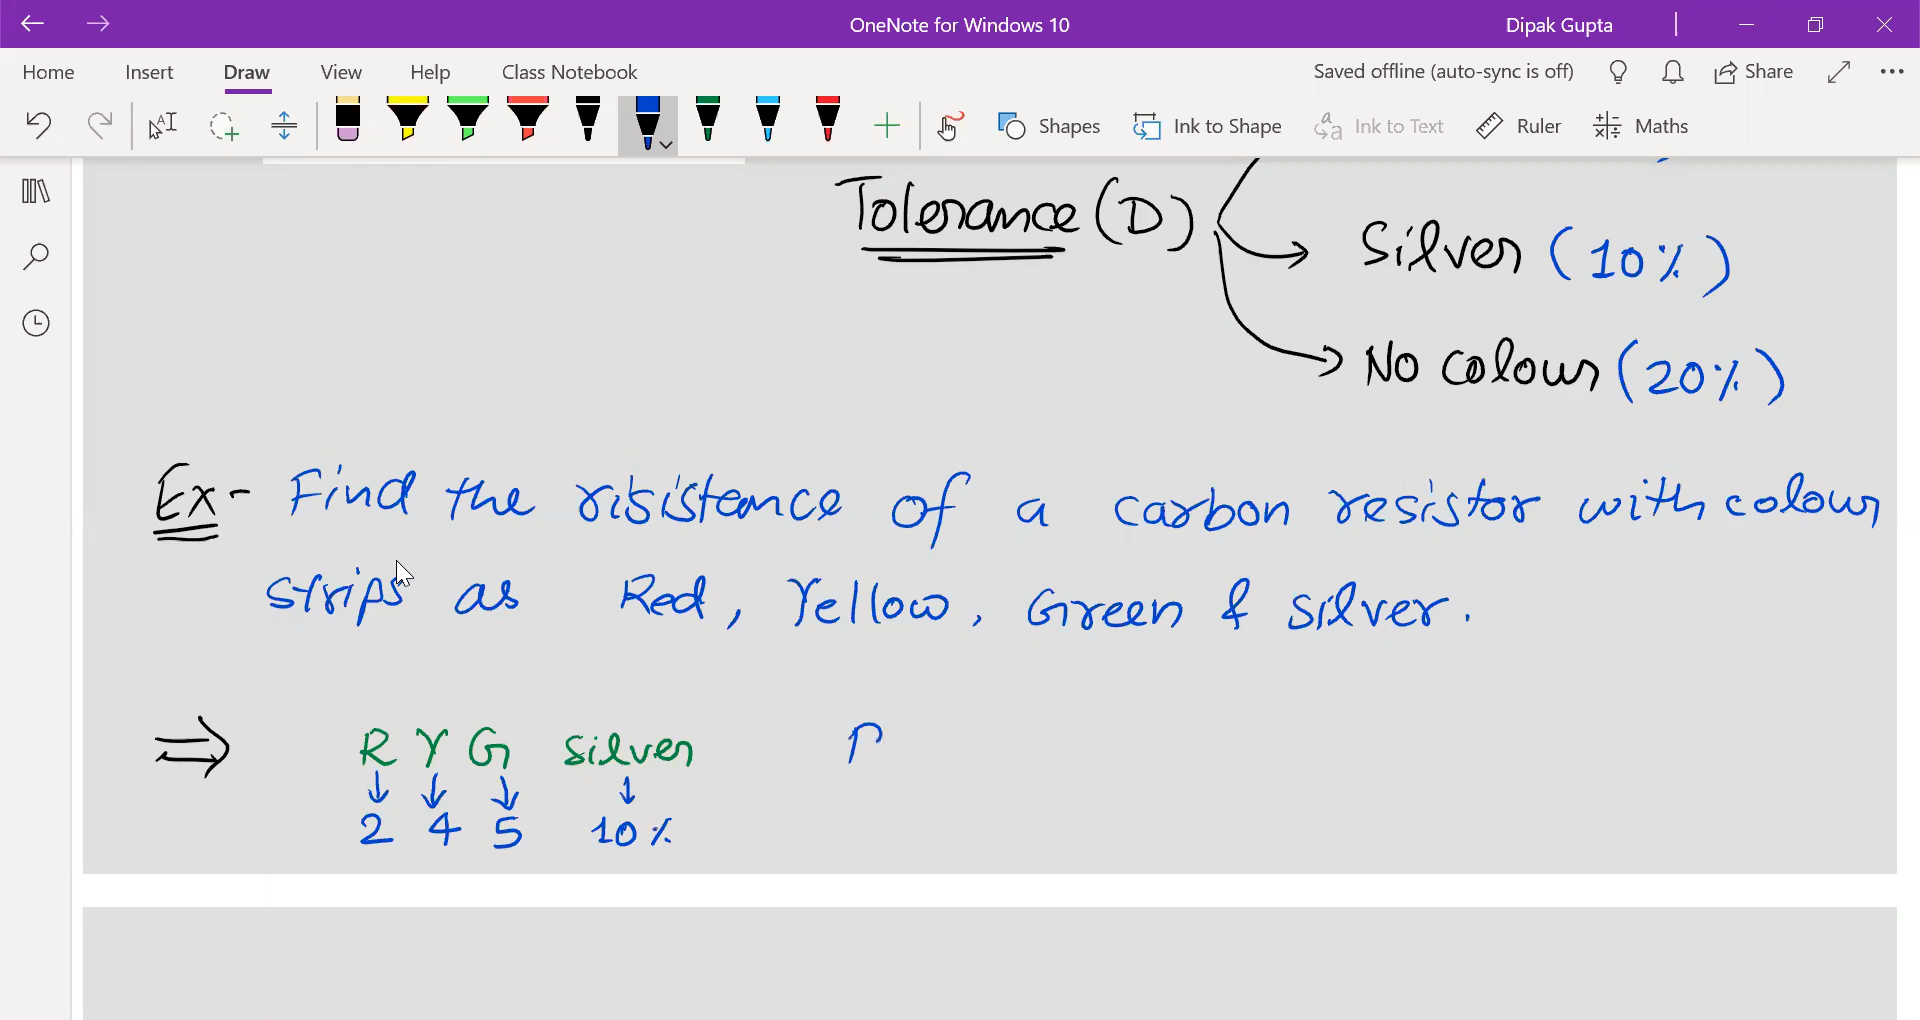 OneNote for Windows 10
Dipak Gupta
Home Insert Draw View Help Class Notebook
Saved offline (auto-sync is off) Share
Shapes Ink to Shape Ink to Text Ruler Maths
Tolerance (D)
Silver (10%)
No colour (20%)
Ex- Find the risistance of a carbon resistor with colour
strips as Red, Yellow, Green & silver.
⇒ R Y G silver
↓ ↓ ↓ ↓
2 4 5 10%